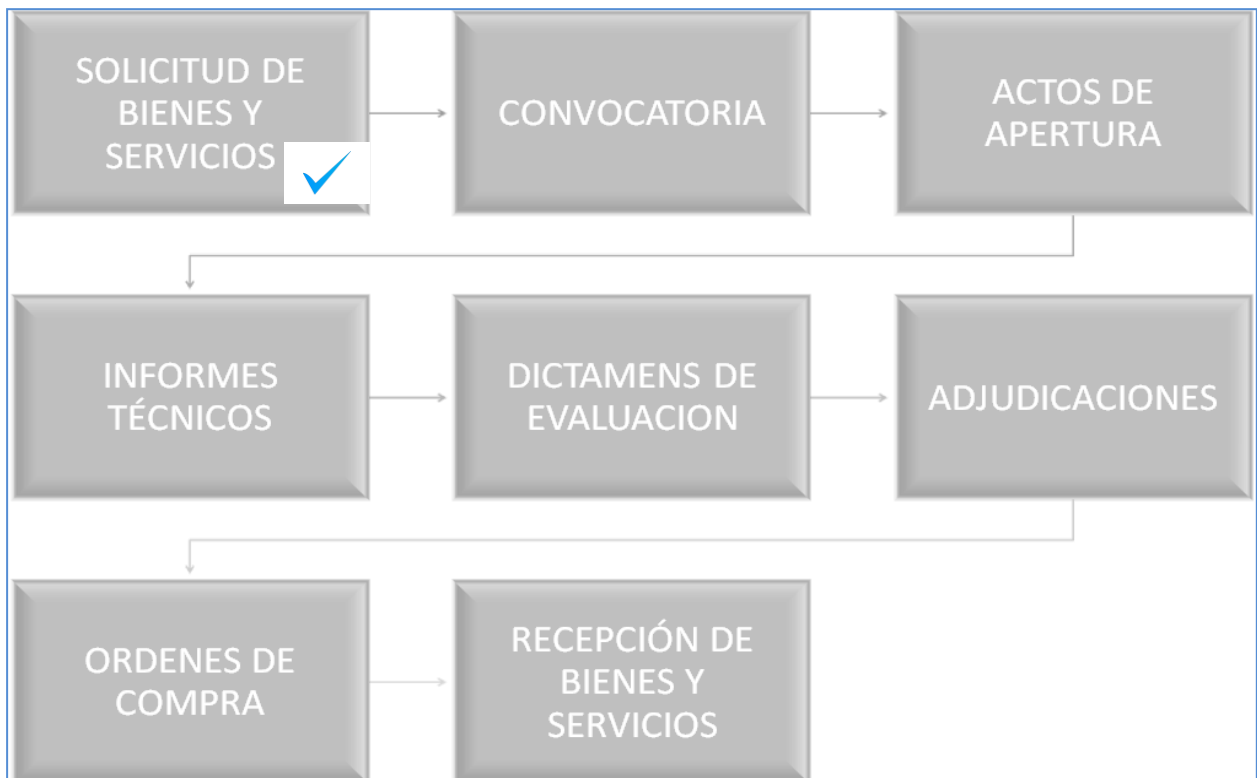 SOLICITUD DE
BIENES Y
SERVICIOS
CONVOCATORIA
ACTOS DE
APERTURA
INFORMES
TÉCNICOS
DICTAMENS DE
EVALUACION
ADJUDICACIONES
ORDENES DE
COMPRA
RECEPCIÓN DE
BIENES Y
SERVICIOS